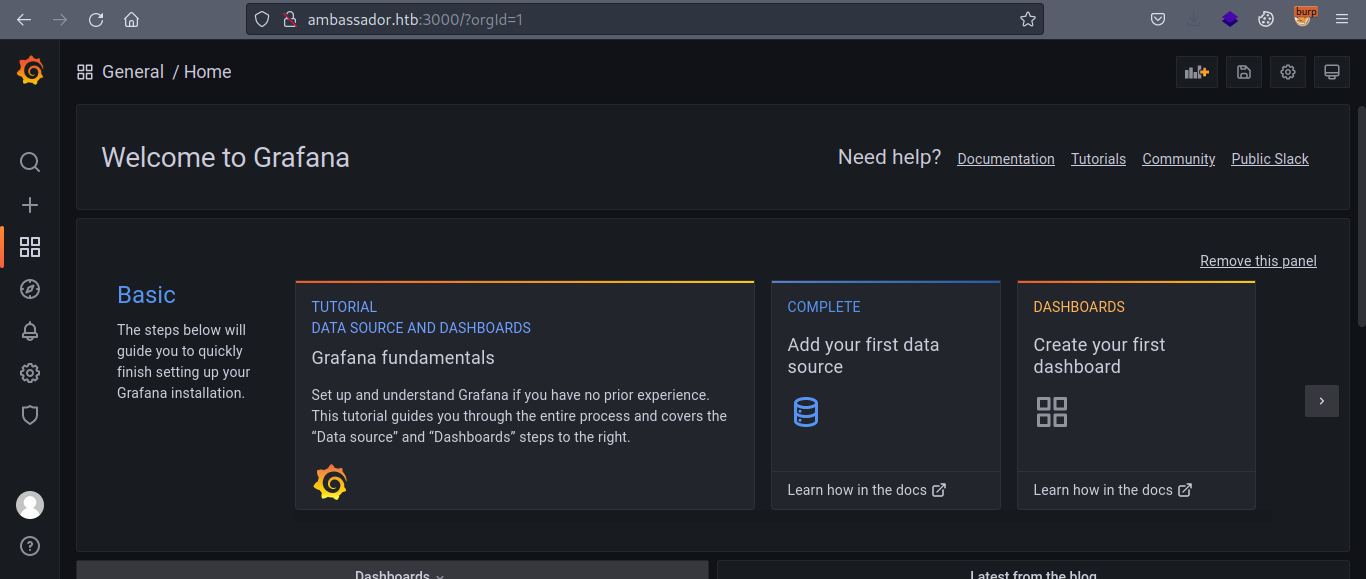 ambassador.htb:3000/?orgId=1
burp
General / Home
Welcome to Grafana
Need help? Documentation Tutorials Community Public Slack
Remove this panel
Basic
The steps below will
guide you to quickly
finish setting up your
Grafana installation.
TUTORIAL
DATA SOURCE AND DASHBOARDS
Grafana fundamentals
Set up and understand Grafana if you have no prior experience.
This tutorial guides you through the entire process and covers the
“Data source” and “Dashboards” steps to the right.
COMPLETE
Add your first data
source
Learn how in the docs
DASHBOARDS
Create your first
dashboard
Learn how in the docs
Dashboards
Latest from the blog